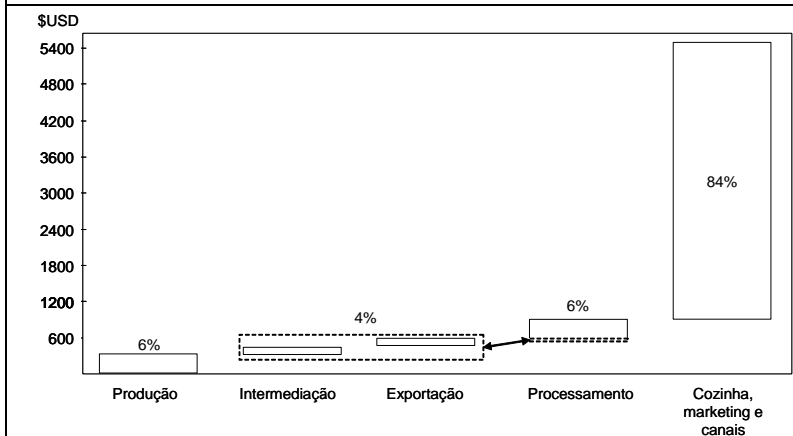 $USD
5400
4800
4200
3600
3000
2400
1800
1200
600
6%
4%
6%
84%
Produção
Intermediação
Exportação
Processamento
Cozinha,
marketing e
canais